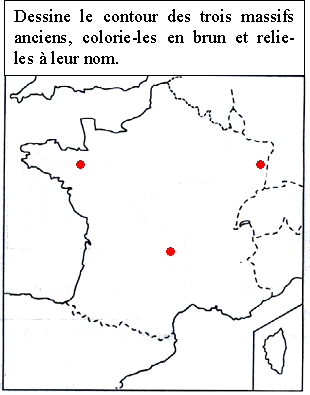 Dessine le contour des trois massifs
anciens, colorie-les en brun et relie-
les à leur nom.